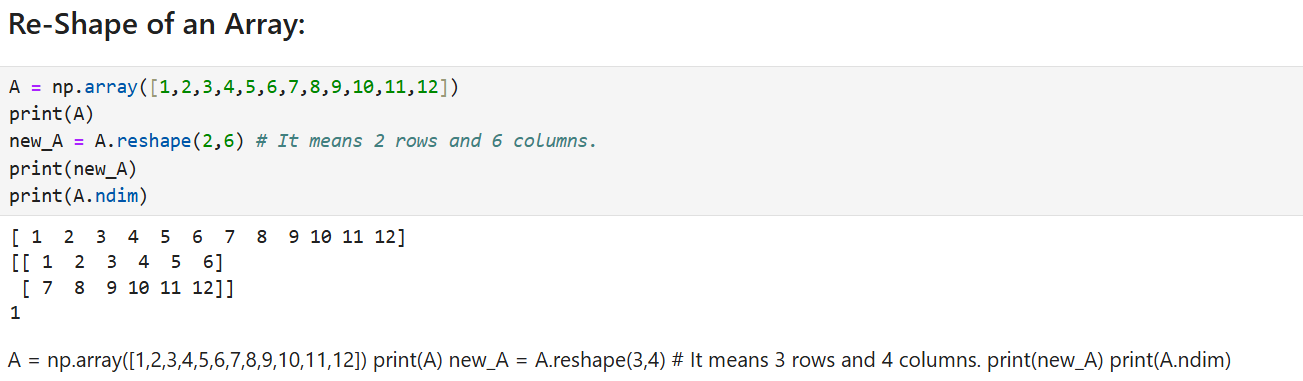 Re-Shape of an Array:
A = np.array([1,2,3,4,5,6,7,8,9,10,11,12])
print(A)
new_A = A.reshape(2,6) # It means 2 rows and 6 columns.
print(new_A)
print(A.ndim)
[ 1  2  3  4  5  6  7  8  9 10 11 12]
[[ 1  2  3  4  5  6]
 [ 7  8  9 10 11 12]]
1
A = np.array([1,2,3,4,5,6,7,8,9,10,11,12]) print(A) new_A = A.reshape(3,4) # It means 3 rows and 4 columns. print(new_A) print(A.ndim)